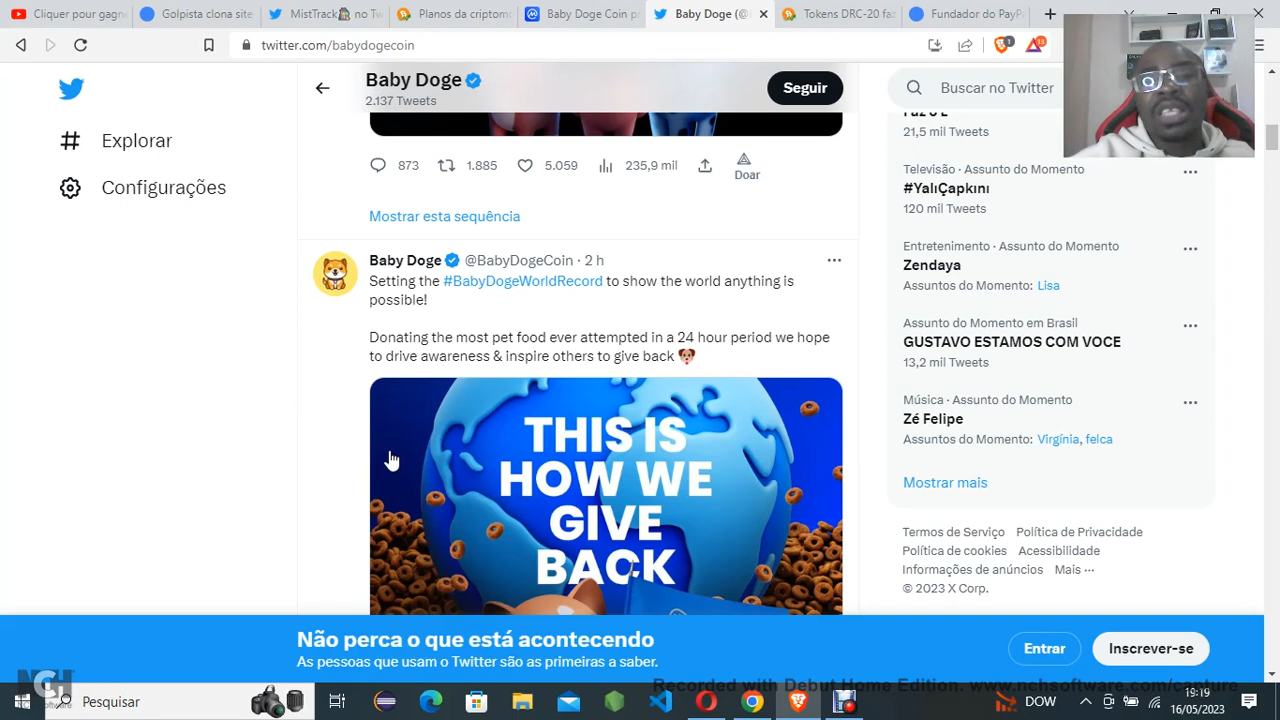 Cliquer pour gagne
Golpista clona site
MistTrack🕵 no Tw
Planos da criptomo
Baby Doge Coin p
Baby Doge (@
Tokens DRC-20 faz
Fundador do PayP
twitter.com/babydogecoin
1
13
Baby Doge
2.137 Tweets
Seguir
Buscar no Twitter
Explorar
Configurações
21,5 mil Tweets
873
1.885
5.059
235,9 mil
Doar
Televisão · Assunto do Momento
#YalıÇapkını
120 mil Tweets
Mostrar esta sequência
Entretenimento · Assunto do Momento
Zendaya
Assuntos do Momento: Lisa
Baby Doge @BabyDogeCoin · 2 h
Setting the #BabyDogeWorldRecord to show the world anything is
possible!
Donating the most pet food ever attempted in a 24 hour period we hope
to drive awareness & inspire others to give back 🐶
Assunto do Momento em Brasil
GUSTAVO ESTAMOS COM VOCE
13,2 mil Tweets
Música · Assunto do Momento
Zé Felipe
Assuntos do Momento: Virgínia, felca
Mostrar mais
THIS IS
HOW WE
GIVE
BACK
Termos de Serviço Política de Privacidade
Política de cookies Acessibilidade
Informações de anúncios Mais ···
© 2023 X Corp.
Não perca o que está acontecendo
As pessoas que usam o Twitter são as primeiras a saber.
Entrar
Inscrever-se
NCH
Software
Recorded with Debut Home Edition. www.nchsoftware.com/capture
Pesquisar
DOW
19:19
16/05/2023